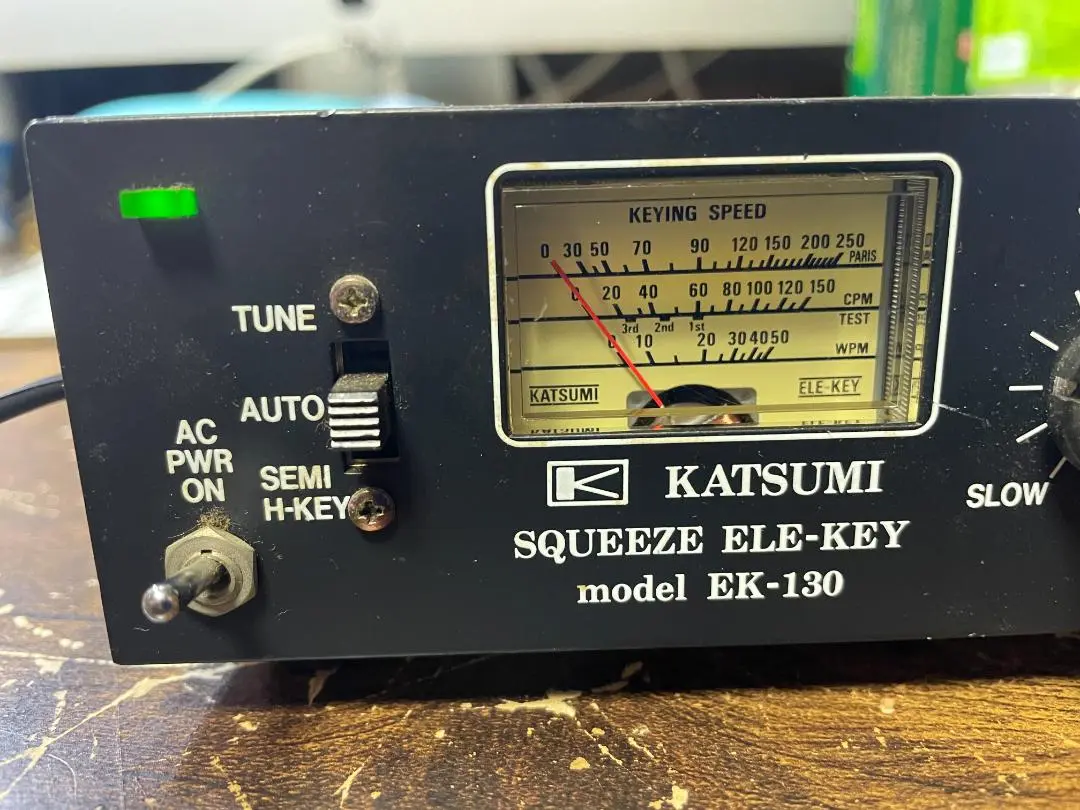 KEYING SPEED
0 30 50 70 90 120 150 200 250
PARIS
0 20 40 60 80 100 120 150
CPM
3rd 2nd 1st
TEST
0 10 20 30 40 50
WPM
KATSUMI
ELE-KEY
TUNE
AUTO
SEMI
H-KEY
AC
PWR
ON
KATSUMI
SQUEEZE ELE-KEY
model EK-130
SLOW